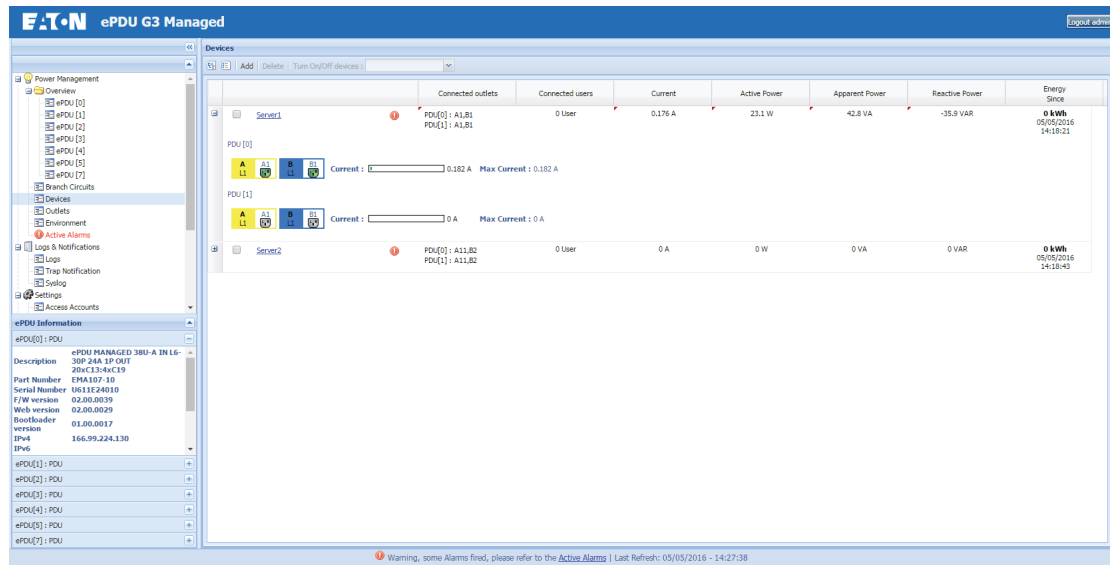 EATON ePDU G3 Managed
Logout admin
Devices
Add Delete Turn On/Off devices :
Power Management
Overview
ePDU [0]
ePDU [1]
ePDU [2]
ePDU [3]
ePDU [4]
ePDU [5]
ePDU [7]
Branch Circuits
Devices
Outlets
Environment
Active Alarms
Logs & Notifications
Logs
Trap Notification
Syslog
Settings
Access Accounts
ePDU Information
ePDU[0] : PDU
Description ePDU MANAGED 38U-A IN L6-
30P 24A 1P OUT
20xC13:4xC19
Part Number EMA107-10
Serial Number U611E24010
F/W version 02.00.0039
Web version 02.00.0029
Bootloader
version 01.00.0017
IPv4 166.99.224.130
IPv6
ePDU[1] : PDU
ePDU[2] : PDU
ePDU[3] : PDU
ePDU[4] : PDU
ePDU[5] : PDU
ePDU[7] : PDU
Connected outlets Connected users Current Active Power Apparent Power Reactive Power Energy
Since
Server1 PDU[0] : A1,B1 0 User 0.176 A 23.1 W 42.8 VA -35.9 VAR 0 kWh
PDU[1] : A1,B1 05/05/2016
14:18:21
PDU [0]
A A1 B B1
L1 L1 Current : 0.182 A Max Current : 0.182 A
PDU [1]
A A1 B B1
L1 L1 Current : 0 A Max Current : 0 A
Server2 PDU[0] : A11,B2 0 User 0 A 0 W 0 VA 0 VAR 0 kWh
PDU[1] : A11,B2 05/05/2016
14:18:43
Warning, some Alarms fired, please refer to the Active Alarms | Last Refresh: 05/05/2016 - 14:27:38